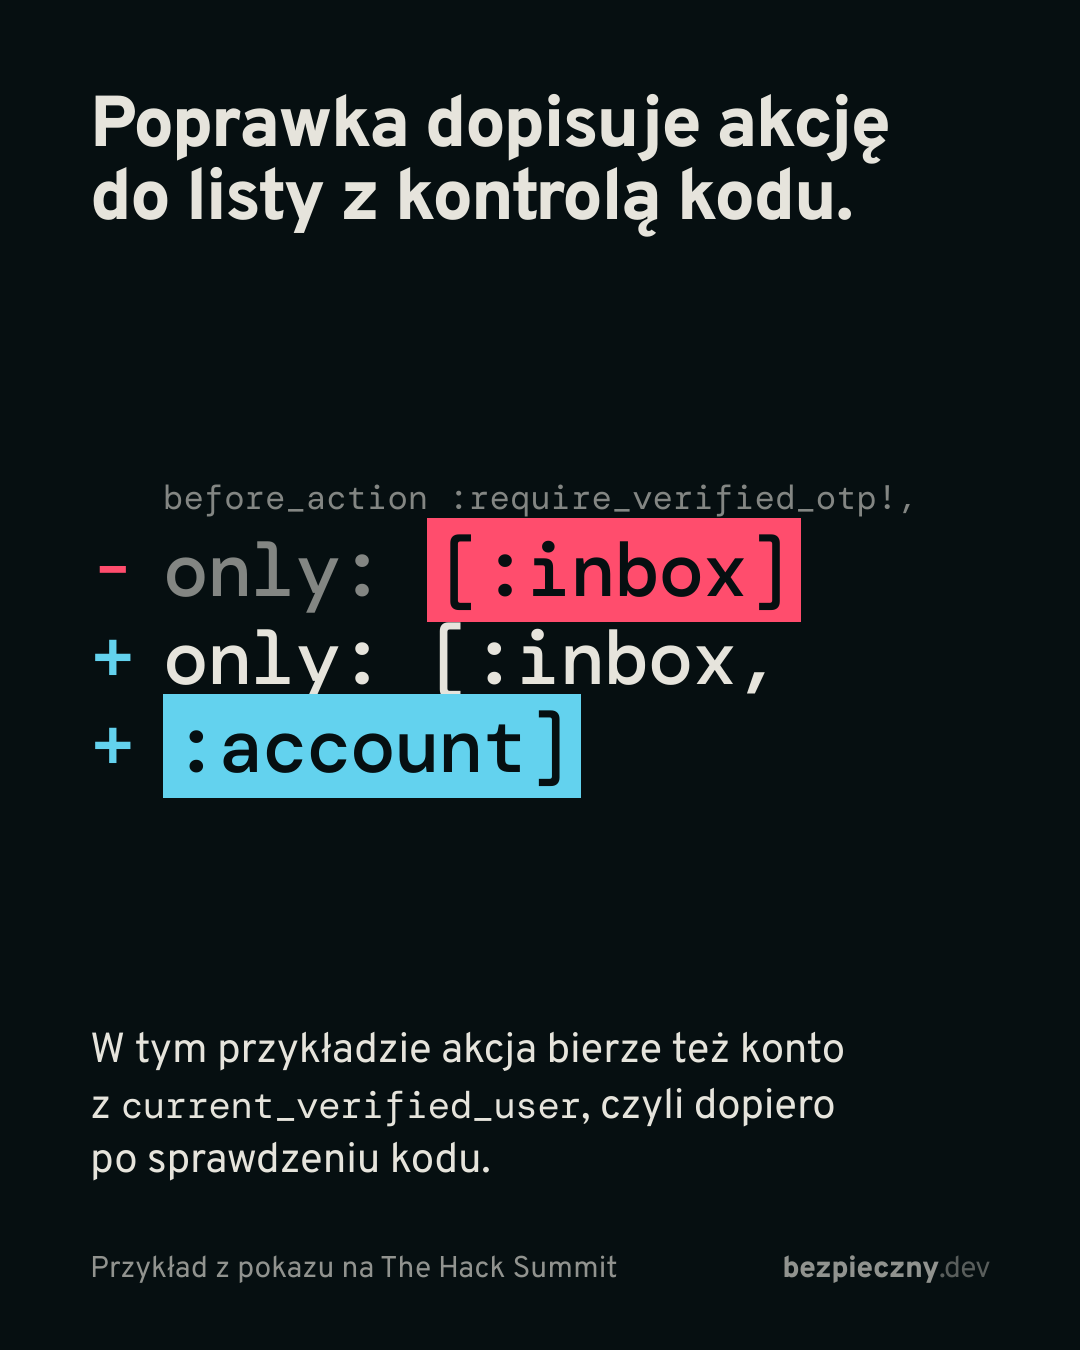 Poprawka dopisuje akcję
do listy z kontrolą kodu.
before_action :require_verified_otp!,
- only: [:inbox]
+ only: [:inbox,
+ :account]
W tym przykładzie akcja bierze też konto
z current_verified_user, czyli dopiero
po sprawdzeniu kodu.
Przykład z pokazu na The Hack Summit
bezpieczny.dev